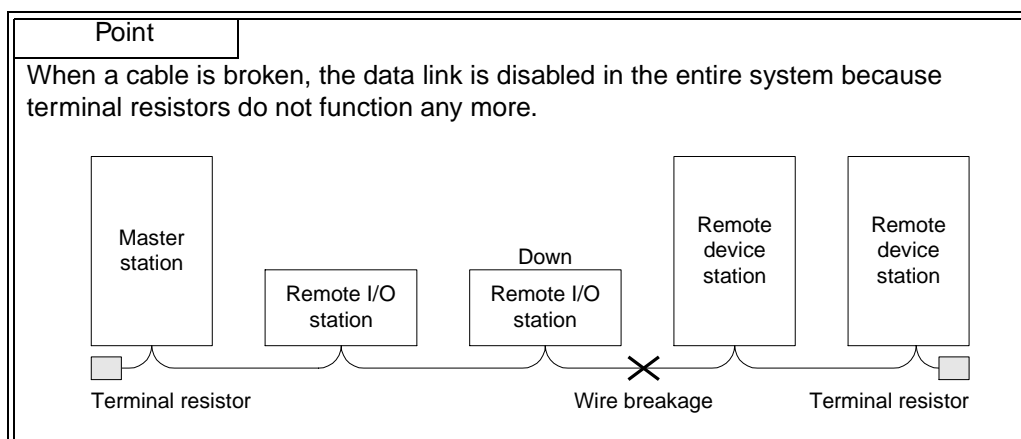 Point
When a cable is broken, the data link is disabled in the entire system because
terminal resistors do not function any more.
Master
station
Remote I/O
station
Down
Remote I/O
station
Remote
device
station
Remote
device
station
Terminal resistor
Wire breakage
Terminal resistor